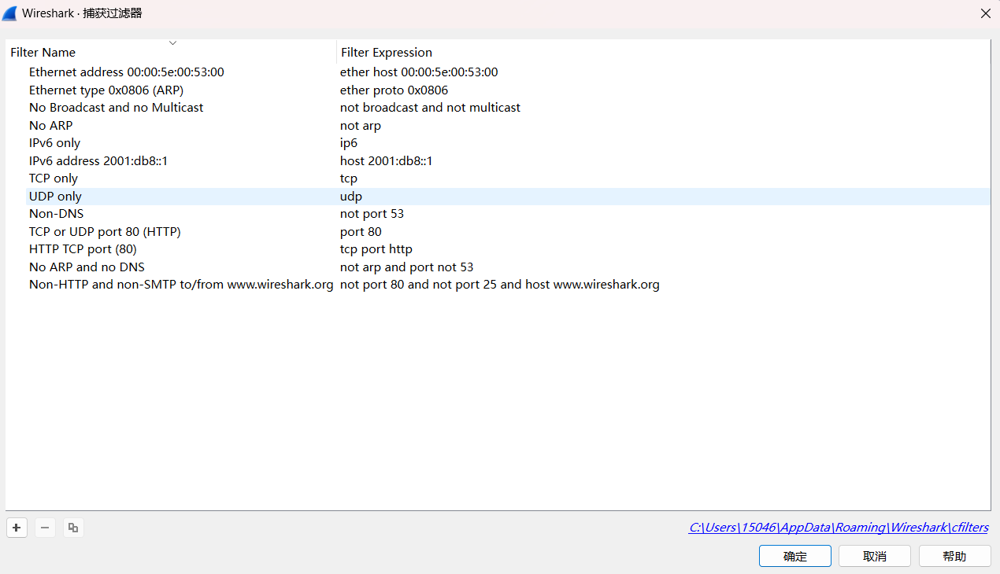 Wireshark · 捕获过滤器
Filter Name Filter Expression
Ethernet address 00:00:5e:00:53:00 ether host 00:00:5e:00:53:00
Ethernet type 0x0806 (ARP) ether proto 0x0806
No Broadcast and no Multicast not broadcast and not multicast
No ARP not arp
IPv6 only ip6
IPv6 address 2001:db8::1 host 2001:db8::1
TCP only tcp
UDP only udp
Non-DNS not port 53
TCP or UDP port 80 (HTTP) port 80
HTTP TCP port (80) tcp port http
No ARP and no DNS not arp and port not 53
Non-HTTP and non-SMTP to/from www.wireshark.org not port 80 and not port 25 and host www.wireshark.org
C:\Users\15046\AppData\Roaming\Wireshark\cfilters
确定 取消 帮助